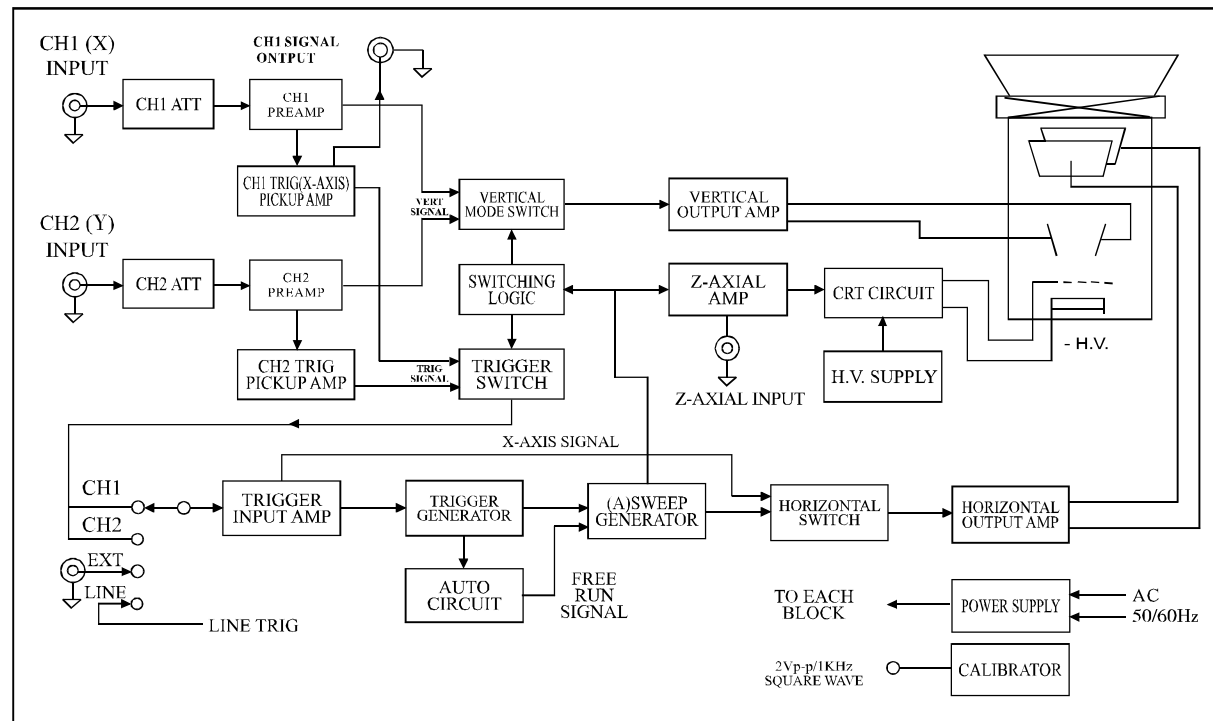 CH1 (X)
INPUT
CH1 ATT
CH1
PREAMP
CH1 SIGNAL
ONTPUT
CH1 TRIG(X-AXIS)
PICKUP AMP
VERT
SIGNAL
VERTICAL
MODE SWITCH
VERTICAL
OUTPUT AMP
CH2 (Y)
INPUT
CH2 ATT
CH2
PREAMP
SWITCHING
LOGIC
Z-AXIAL
AMP
CRT CIRCUIT
- H.V.
CH2 TRIG
PICKUP AMP
TRIG
SIGNAL
TRIGGER
SWITCH
Z-AXIAL INPUT
H.V. SUPPLY
X-AXIS SIGNAL
CH1
CH2
EXT
LINE
LINE TRIG
TRIGGER
INPUT AMP
TRIGGER
GENERATOR
(A)SWEEP
GENERATOR
HORIZONTAL
SWITCH
HORIZONTAL
OUTPUT AMP
AUTO
CIRCUIT
FREE
RUN
SIGNAL
TO EACH
BLOCK
POWER SUPPLY
AC
50/60Hz
2Vp-p/1KHz
SQUARE WAVE
CALIBRATOR